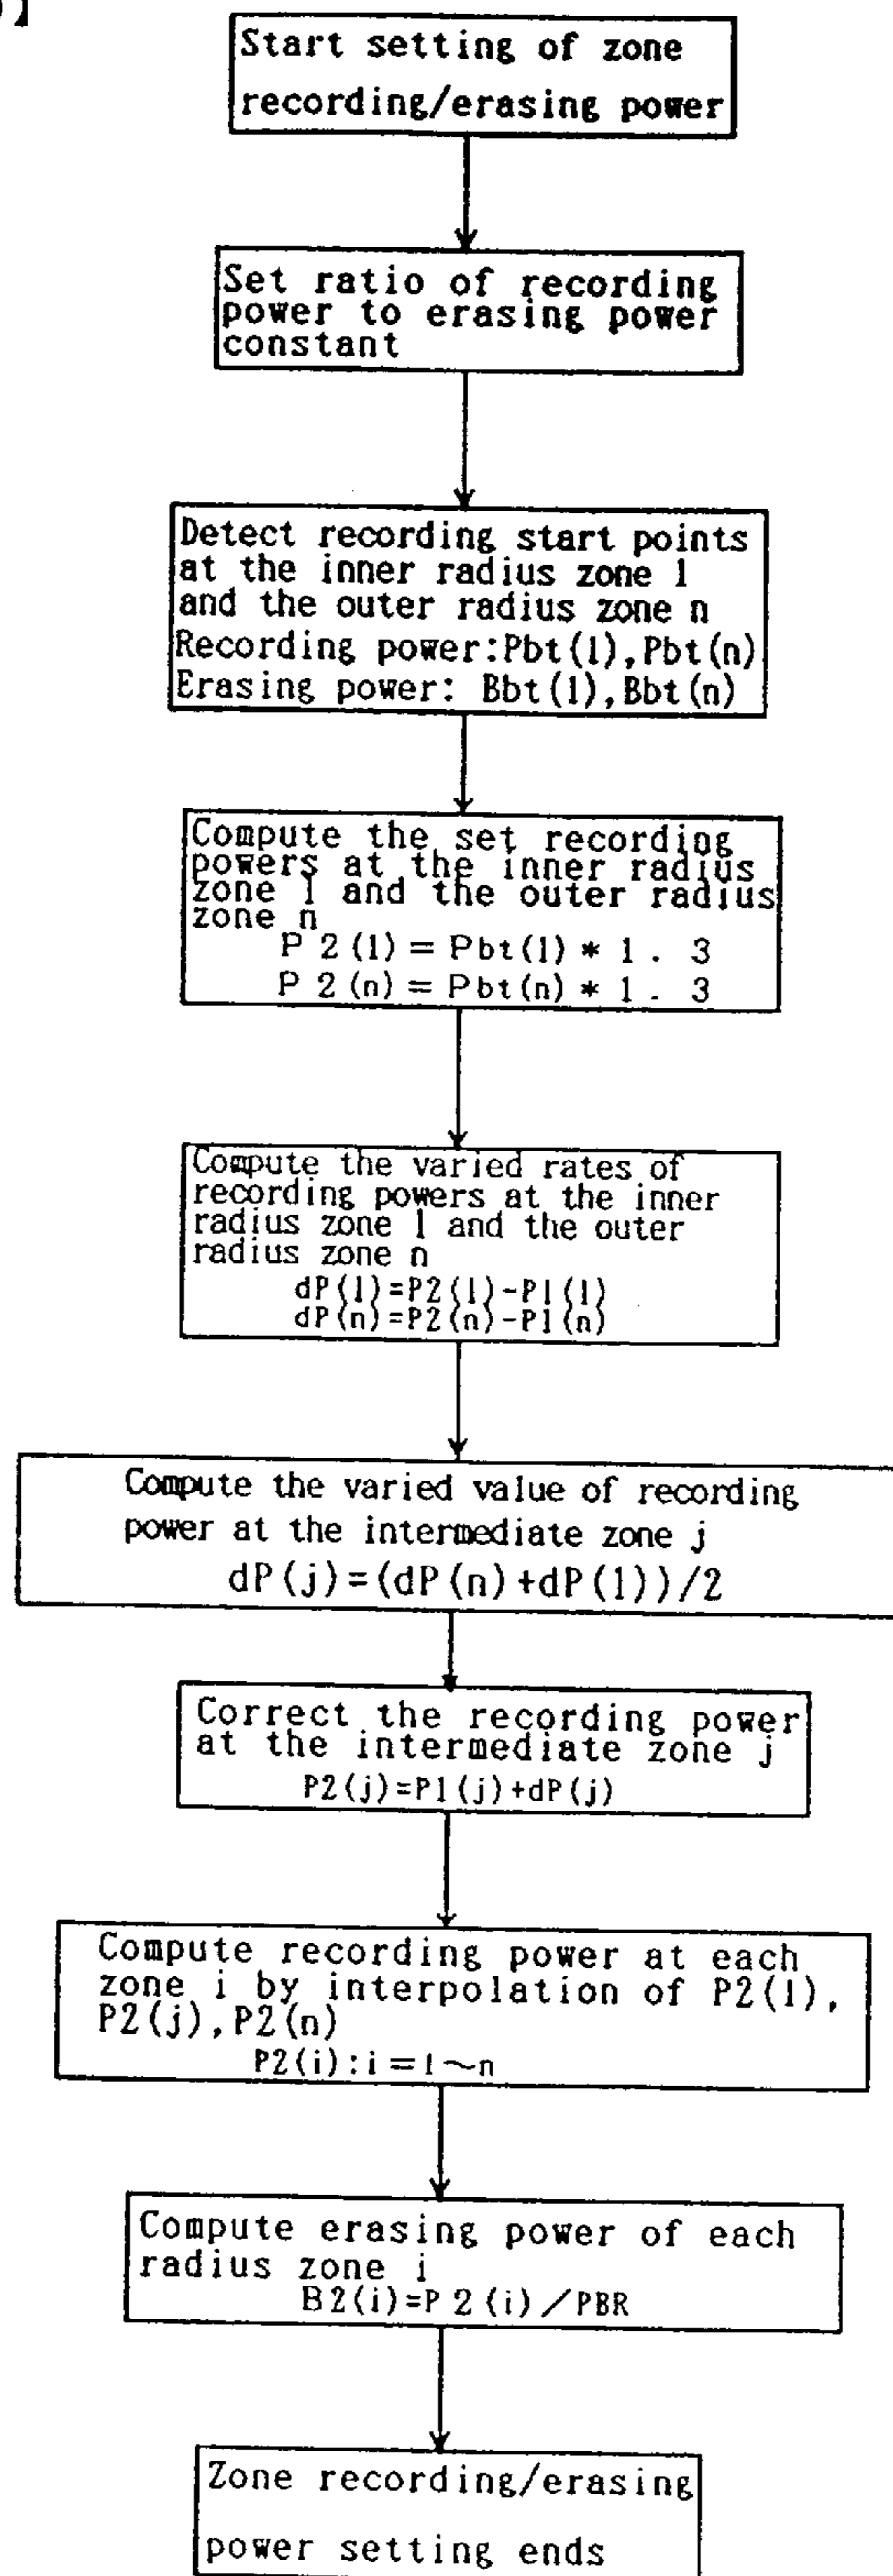 )】
Start setting of zone
recording/erasing power
Set ratio of recording
power to erasing power
constant
Detect recording start points
at the inner radius zone 1
and the outer radius zone n
Recording power:Pbt(1),Pbt(n)
Erasing power: Bbt(1),Bbt(n)
Compute the set recording
powers at the inner radius
zone 1 and the outer radius
zone n
P2(1)=Pbt(1)*1.3
P2(n)=Pbt(n)*1.3
Compute the varied rates of
recording powers at the inner
radius zone 1 and the outer
radius zone n
dP(1)=P2(1)-P1(1)
dP(n)=P2(n)-P1(n)
Compute the varied value of recording
power at the intermediate zone j
dP(j)=(dP(n)+dP(1))/2
Correct the recording power
at the intermediate zone j
P2(j)=P1(j)+dP(j)
Compute recording power at each
zone i by interpolation of P2(1),
P2(j),P2(n)
P2(i):i=1~n
Compute erasing power of each
radius zone i
B2(i)=P2(i)/PBR
Zone recording/erasing
power setting ends